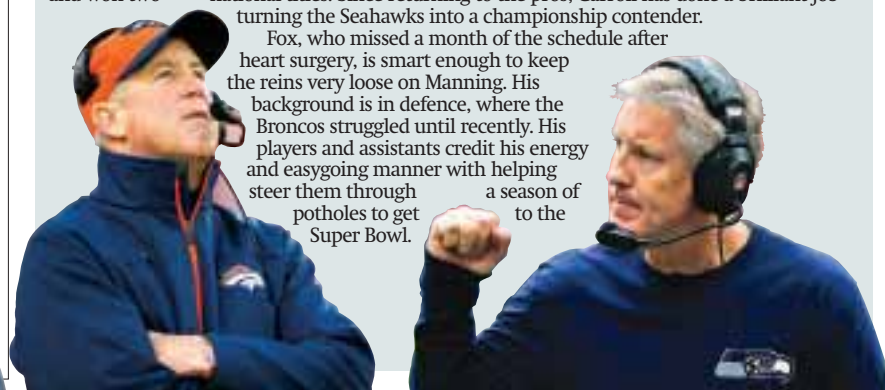 turning the Seahawks into a championship contender.
Fox, who missed a month of the schedule after
heart surgery, is smart enough to keep
the reins very loose on Manning. His
background is in defence, where the
Broncos struggled until recently. His
players and assistants credit his energy
and easygoing manner with helping
steer them through a season of
potholes to get to the
Super Bowl.